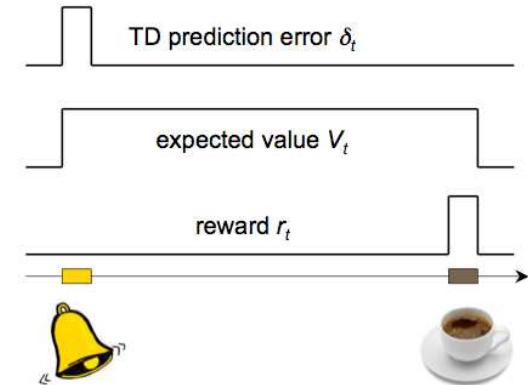 TD prediction error δₜ
expected value Vₜ
reward rₜ